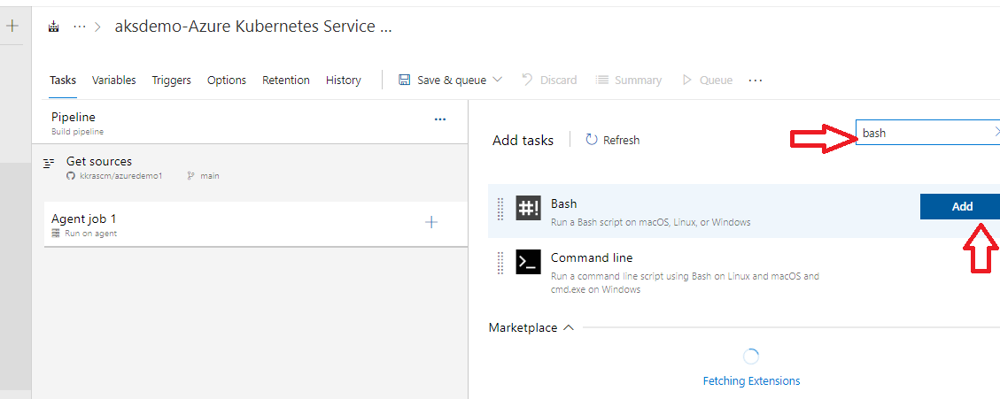 aksdemo-Azure Kubernetes Service ...
Tasks Variables Triggers Options Retention History Save & queue Discard Summary Queue ...
Pipeline
Build pipeline
Get sources
kkrascm/azuredemo1 main
Agent job 1
Run on agent
Add tasks Refresh bash
Bash
Run a Bash script on macOS, Linux, or Windows
Add
Command line
Run a command line script using Bash on Linux and macOS and
cmd.exe on Windows
Marketplace
Fetching Extensions